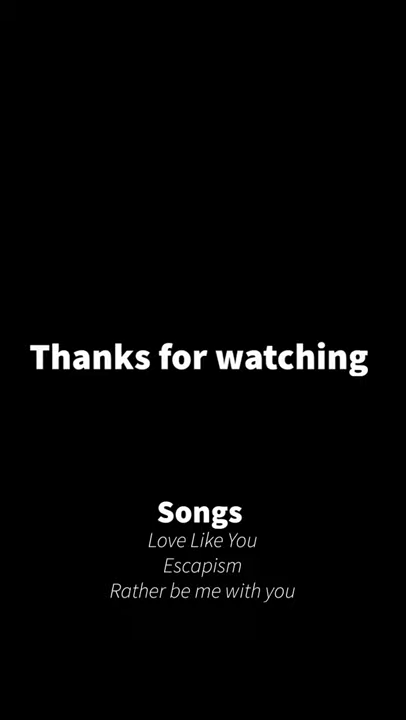 Thanks for watching
Songs
Love Like You
Escapism
Rather be me with you